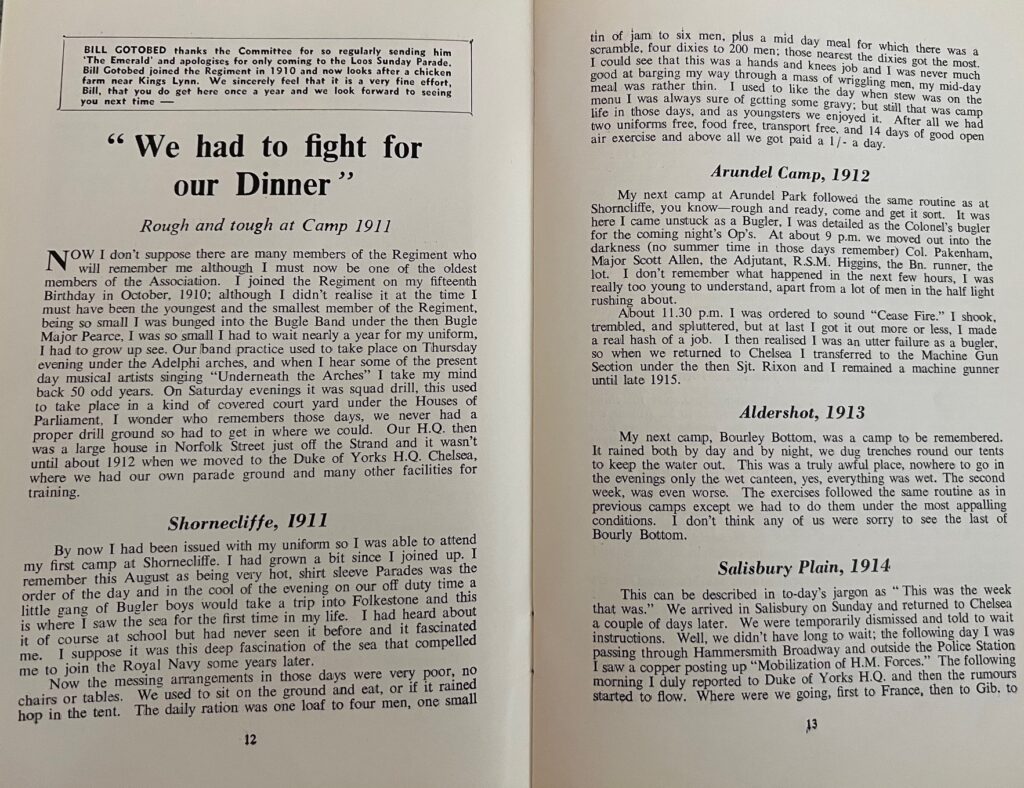 BILL GOTOBED thanks the Committee for so regularly sending him
'The Emerald' and apologises for only coming to the Loos Sunday Parade.
Bill Gotobed joined the Regiment in 1910 and now looks after a chicken
farm near Kings Lynn. We sincerely feel that it is a very fine effort,
Bill, that you do get here once a year and we look forward to seeing
you next time —
“ We had to fight for
our Dinner ”
Rough and tough at Camp 1911
NOW I don't suppose there are many members of the Regiment who
will remember me although I must now be one of the oldest
members of the Association. I joined the Regiment on my fifteenth
Birthday in October, 1910; although I didn't realise it at the time I
must have been the youngest and the smallest member of the Regiment,
being so small I was bunged into the Bugle Band under the then Bugle
Major Pearce, I was so small I had to wait nearly a year for my uniform,
I had to grow up see. Our band practice used to take place on Thursday
evening under the Adelphi arches, and when I hear some of the present
day musical artists singing "Underneath the Arches" I take my mind
back 50 odd years. On Saturday evenings it was squad drill, this used
to take place in a kind of covered court yard under the Houses of
Parliament, I wonder who remembers those days, we never had a
proper drill ground so had to get in where we could. Our H.Q. then
was a large house in Norfolk Street just off the Strand and it wasn't
until about 1912 when we moved to the Duke of Yorks H.Q. Chelsea,
where we had our own parade ground and many other facilities for
training.
Shornecliffe, 1911
By now I had been issued with my uniform so I was able to attend
my first camp at Shornecliffe. I had grown a bit since I joined up. I
remember this August as being very hot, shirt sleeve Parades was the
order of the day and in the cool of the evening on our off duty time a
little gang of Bugler boys would take a trip into Folkestone and this
is where I saw the sea for the first time in my life. I had heard about
it of course at school but had never seen it before and it fascinated
me. I suppose it was this deep fascination of the sea that compelled
me to join the Royal Navy some years later.
Now the messing arrangements in those days were very poor, no
chairs or tables. We used to sit on the ground and eat, or if it rained
hop in the tent. The daily ration was one loaf to four men, one small
12
tin of jam to six men, plus a mid day meal for which there was a
scramble, four dixies to 200 men; those nearest the dixies got the most.
I could see that this was a hands and knees job and I was never much
good at barging my way through a mass of wriggling men, my mid-day
meal was rather thin. I used to like the day when stew was on the
menu I was always sure of getting some gravy; but still that was camp
life in those days, and as youngsters we enjoyed it. After all we had
two uniforms free, food free, transport free, and 14 days of good open
air exercise and above all we got paid a 1/- a day.
Arundel Camp, 1912
My next camp at Arundel Park followed the same routine as at
Shorncliffe, you know—rough and ready, come and get it sort. It was
here I came unstuck as a Bugler, I was detailed as the Colonel's bugler
for the coming night's Op's. At about 9 p.m. we moved out into the
darkness (no summer time in those days remember) Col. Pakenham,
Major Scott Allen, the Adjutant, R.S.M. Higgins, the Bn. runner, the
lot. I don't remember what happened in the next few hours, I was
really too young to understand, apart from a lot of men in the half light
rushing about.
About 11.30 p.m. I was ordered to sound "Cease Fire." I shook,
trembled, and spluttered, but at last I got it out more or less, I made
a real hash of a job. I then realised I was an utter failure as a bugler,
so when we returned to Chelsea I transferred to the Machine Gun
Section under the then Sjt. Rixon and I remained a machine gunner
until late 1915.
Aldershot, 1913
My next camp, Bourley Bottom, was a camp to be remembered.
It rained both by day and by night, we dug trenches round our tents
to keep the water out. This was a truly awful place, nowhere to go in
the evenings only the wet canteen, yes, everything was wet. The second
week, was even worse. The exercises followed the same routine as in
previous camps except we had to do them under the most appalling
conditions. I don't think any of us were sorry to see the last of
Bourly Bottom.
Salisbury Plain, 1914
This can be described in to-day's jargon as “ This was the week
that was.” We arrived in Salisbury on Sunday and returned to Chelsea
a couple of days later. We were temporarily dismissed and told to wait
instructions. Well, we didn't have long to wait; the following day I was
passing through Hammersmith Broadway and outside the Police Station
I saw a copper posting up "Mobilization of H.M. Forces." The following
morning I duly reported to Duke of Yorks H.Q. and then the rumours
started to flow. Where were we going, first to France, then to Gib. to
13